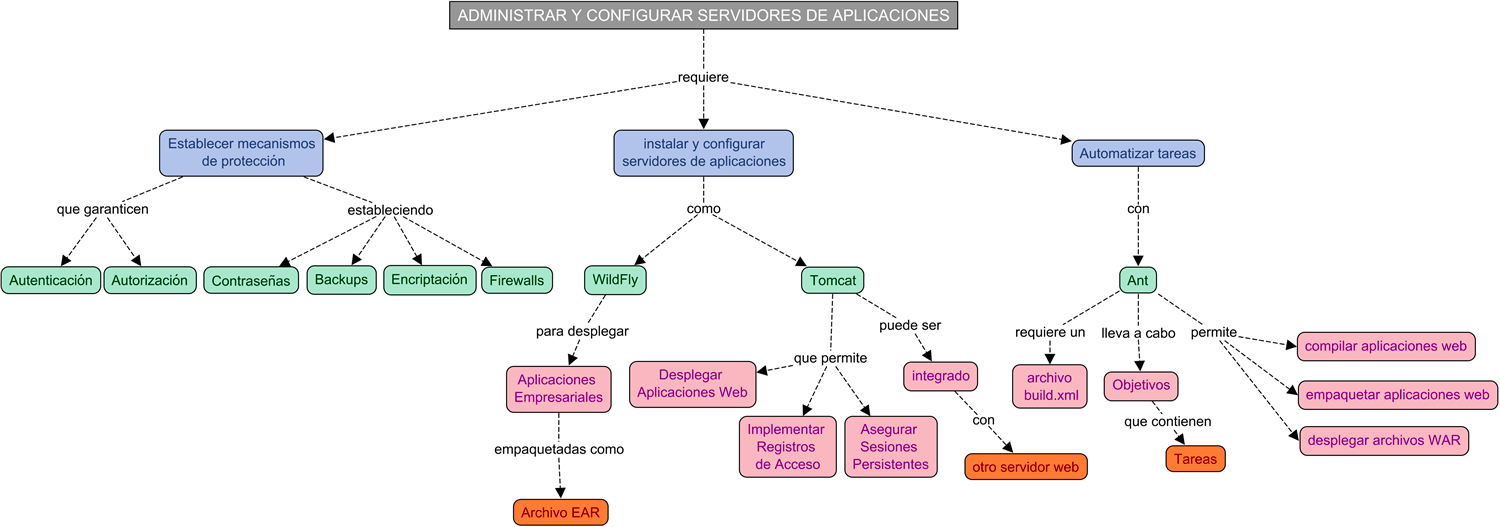 ADMINISTRAR Y CONFIGURAR SERVIDORES DE APLICACIONES
requiere
Establecer mecanismos
de protección
instalar y configurar
servidores de aplicaciones
Automatizar tareas
que garanticen
estableciendo
como
con
Autenticación
Autorización
Contraseñas
Backups
Encriptación
Firewalls
WildFly
Tomcat
Ant
para desplegar
que permite
puede ser
requiere un
lleva a cabo
permite
Aplicaciones
Empresariales
Desplegar
Aplicaciones Web
Implementar
Registros
de Acceso
Asegurar
Sesiones
Persistentes
integrado
archivo
build.xml
Objetivos
compilar aplicaciones web
empaquetar aplicaciones web
desplegar archivos WAR
empaquetadas como
con
que contienen
Archivo EAR
otro servidor web
Tareas